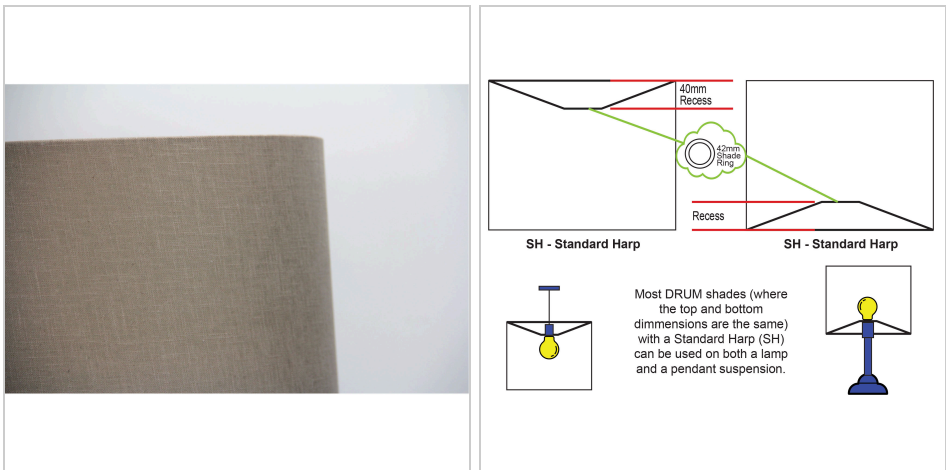 40mm
Recess
42mm
Shade
Ring
Recess
SH - Standard Harp
SH - Standard Harp
Most DRUM shades (where
the top and bottom
dimmensions are the same)
with a Standard Harp (SH)
can be used on both a lamp
and a pendant suspension.